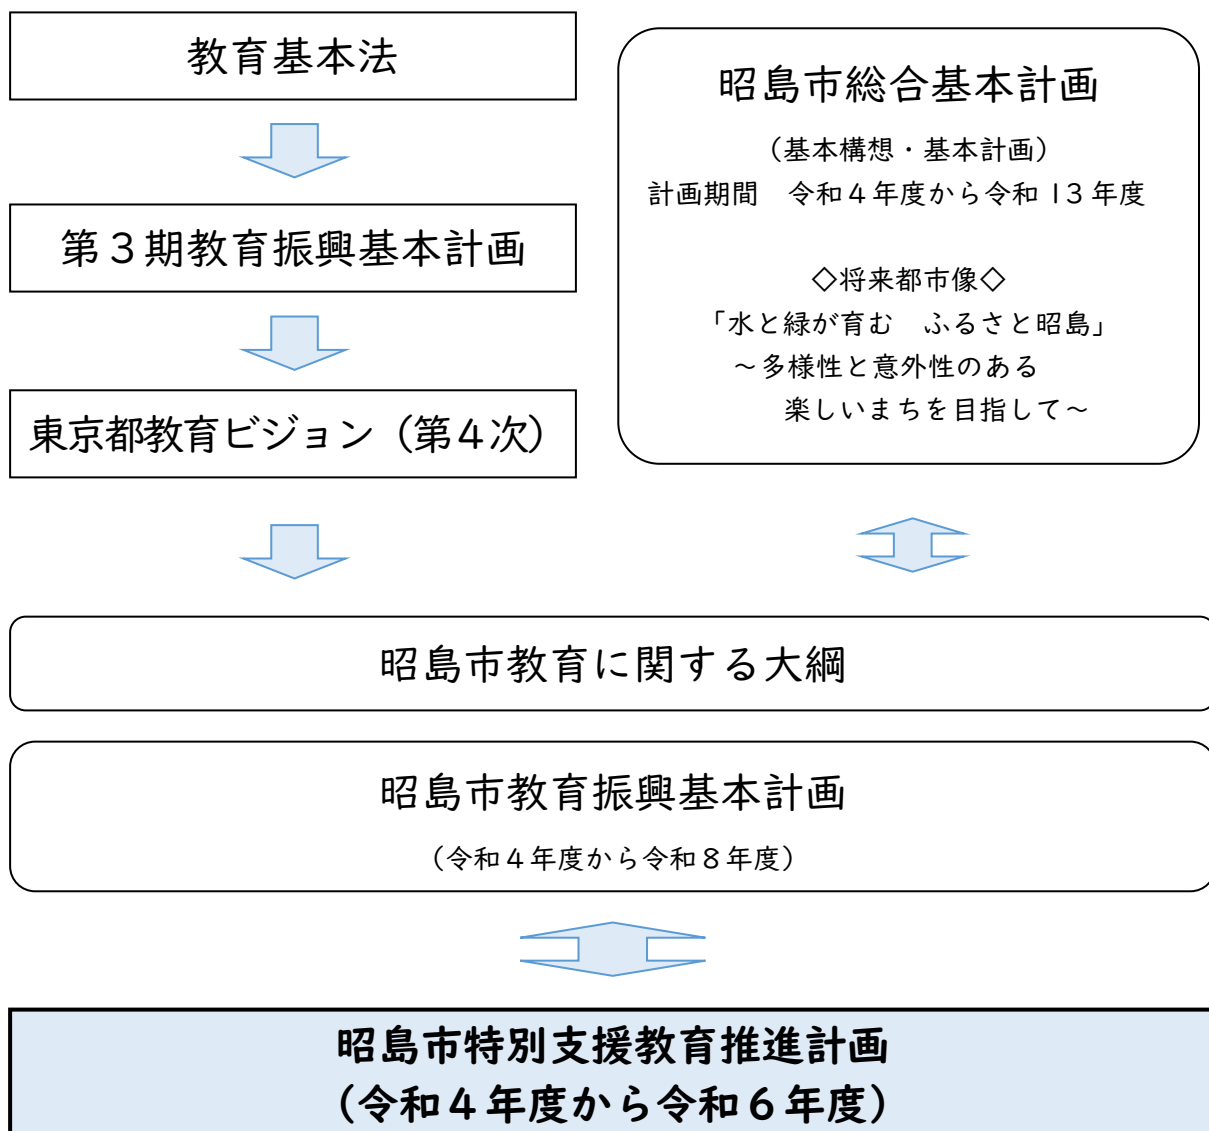 教育基本法
第３期教育振興基本計画
東京都教育ビジョン（第４次）
昭島市総合基本計画
（基本構想・基本計画）
計画期間　令和４年度から令和 13 年度
◇将来都市像◇
「水と緑が育む　ふるさと昭島」
～多様性と意外性のある
楽しいまちを目指して～
昭島市教育に関する大綱
昭島市教育振興基本計画
（令和４年度から令和８年度）
昭島市特別支援教育推進計画
（令和４年度から令和６年度）